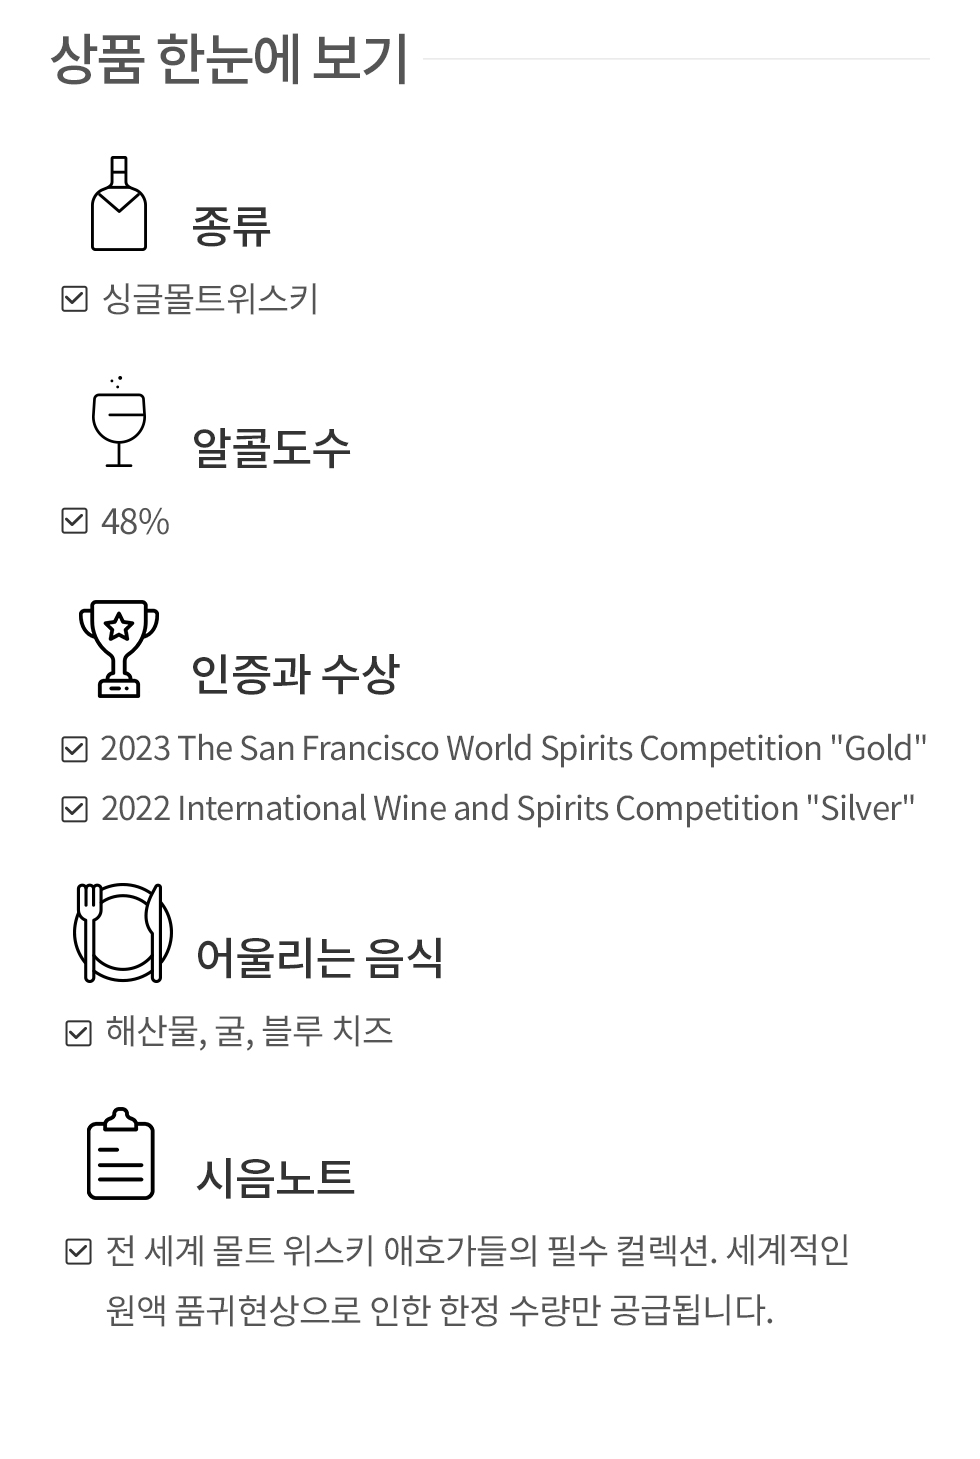 상품 한눈에 보기
종류
싱글몰트위스키
알콜도수
48%
인증과 수상
2023 The San Francisco World Spirits Competition "Gold"
2022 International Wine and Spirits Competition "Silver"
어울리는 음식
해산물, 굴, 블루 치즈
시음노트
전 세계 몰트 위스키 애호가들의 필수 컬렉션. 세계적인
원액 품귀현상으로 인한 한정 수량만 공급됩니다.